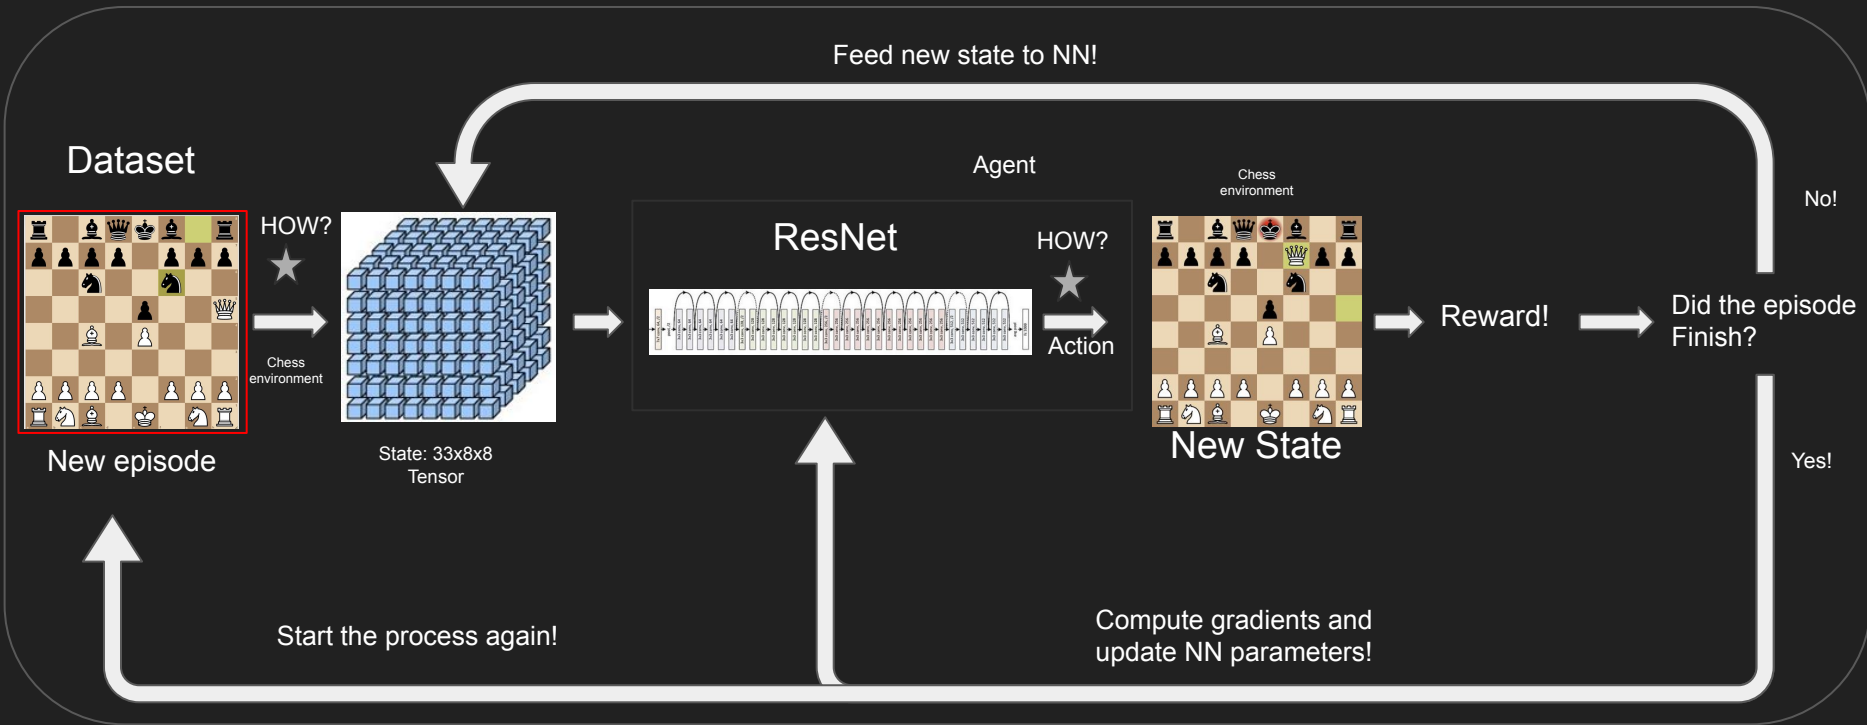 Feed new state to NN!
Dataset
Agent
Chess
environment
No!
HOW?
ResNet
HOW?
Reward!
Did the episode
Finish?
Action
Chess
environment
New State
New episode
State: 33x8x8
Tensor
Yes!
Start the process again!
Compute gradients and
update NN parameters!